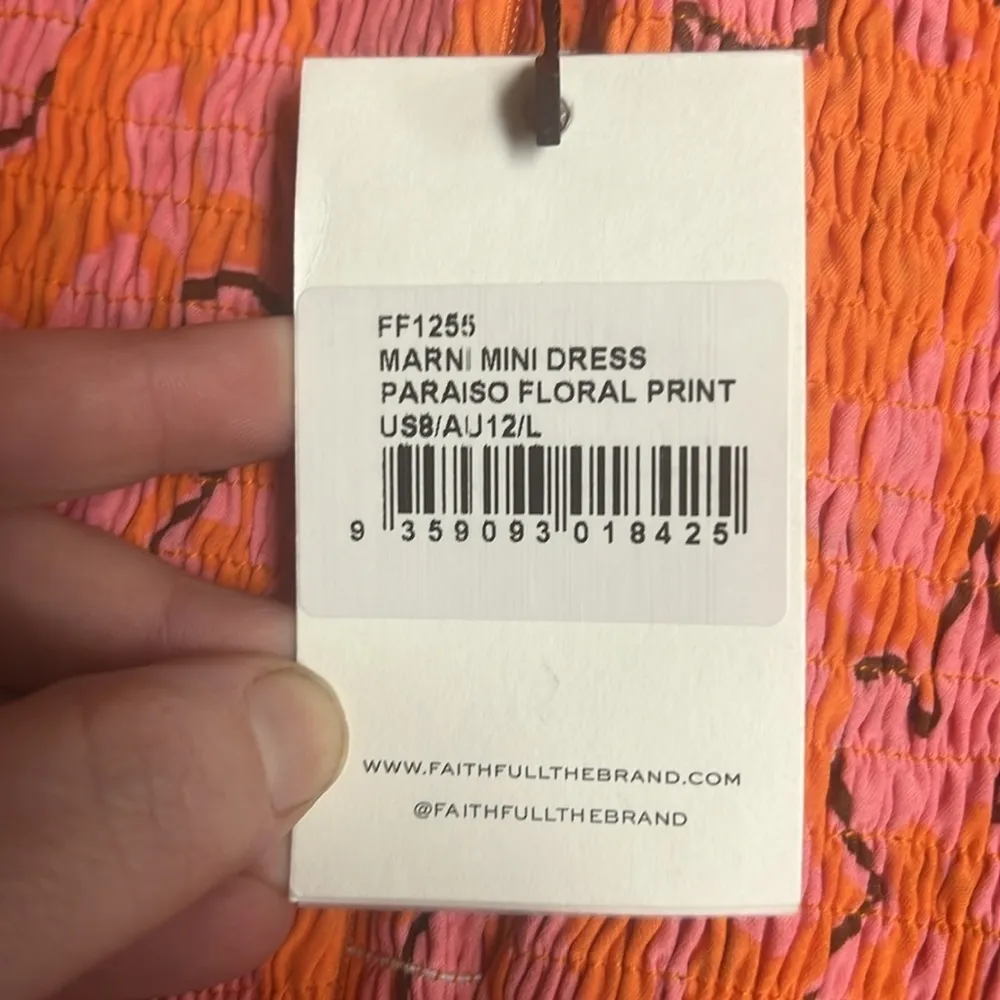 FF1255
MARNI MINI DRESS
PARAISO FLORAL PRINT
US8/AU12/L
9 359093 018425
WWW.FAITHFULLTHEBRAND.COM
@FAITHFULLTHEBRAND